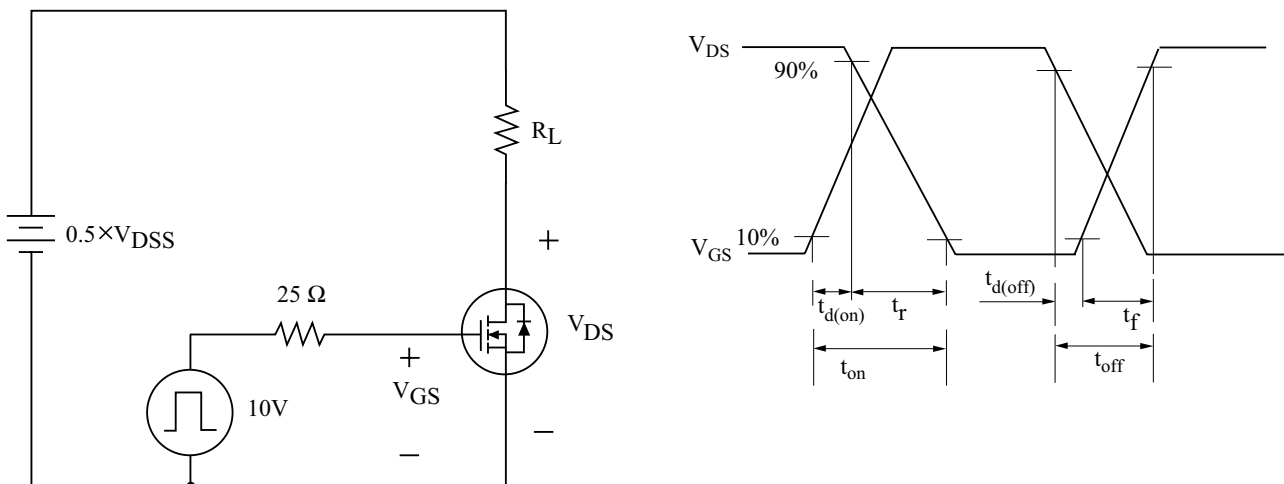 R_L
0.5×V_DSS
25 Ω
+
V_DS
+
V_GS
10V
−
−
V_DS
90%
V_GS
10%
t_d(on)
t_r
t_d(off)
t_f
t_on
t_off